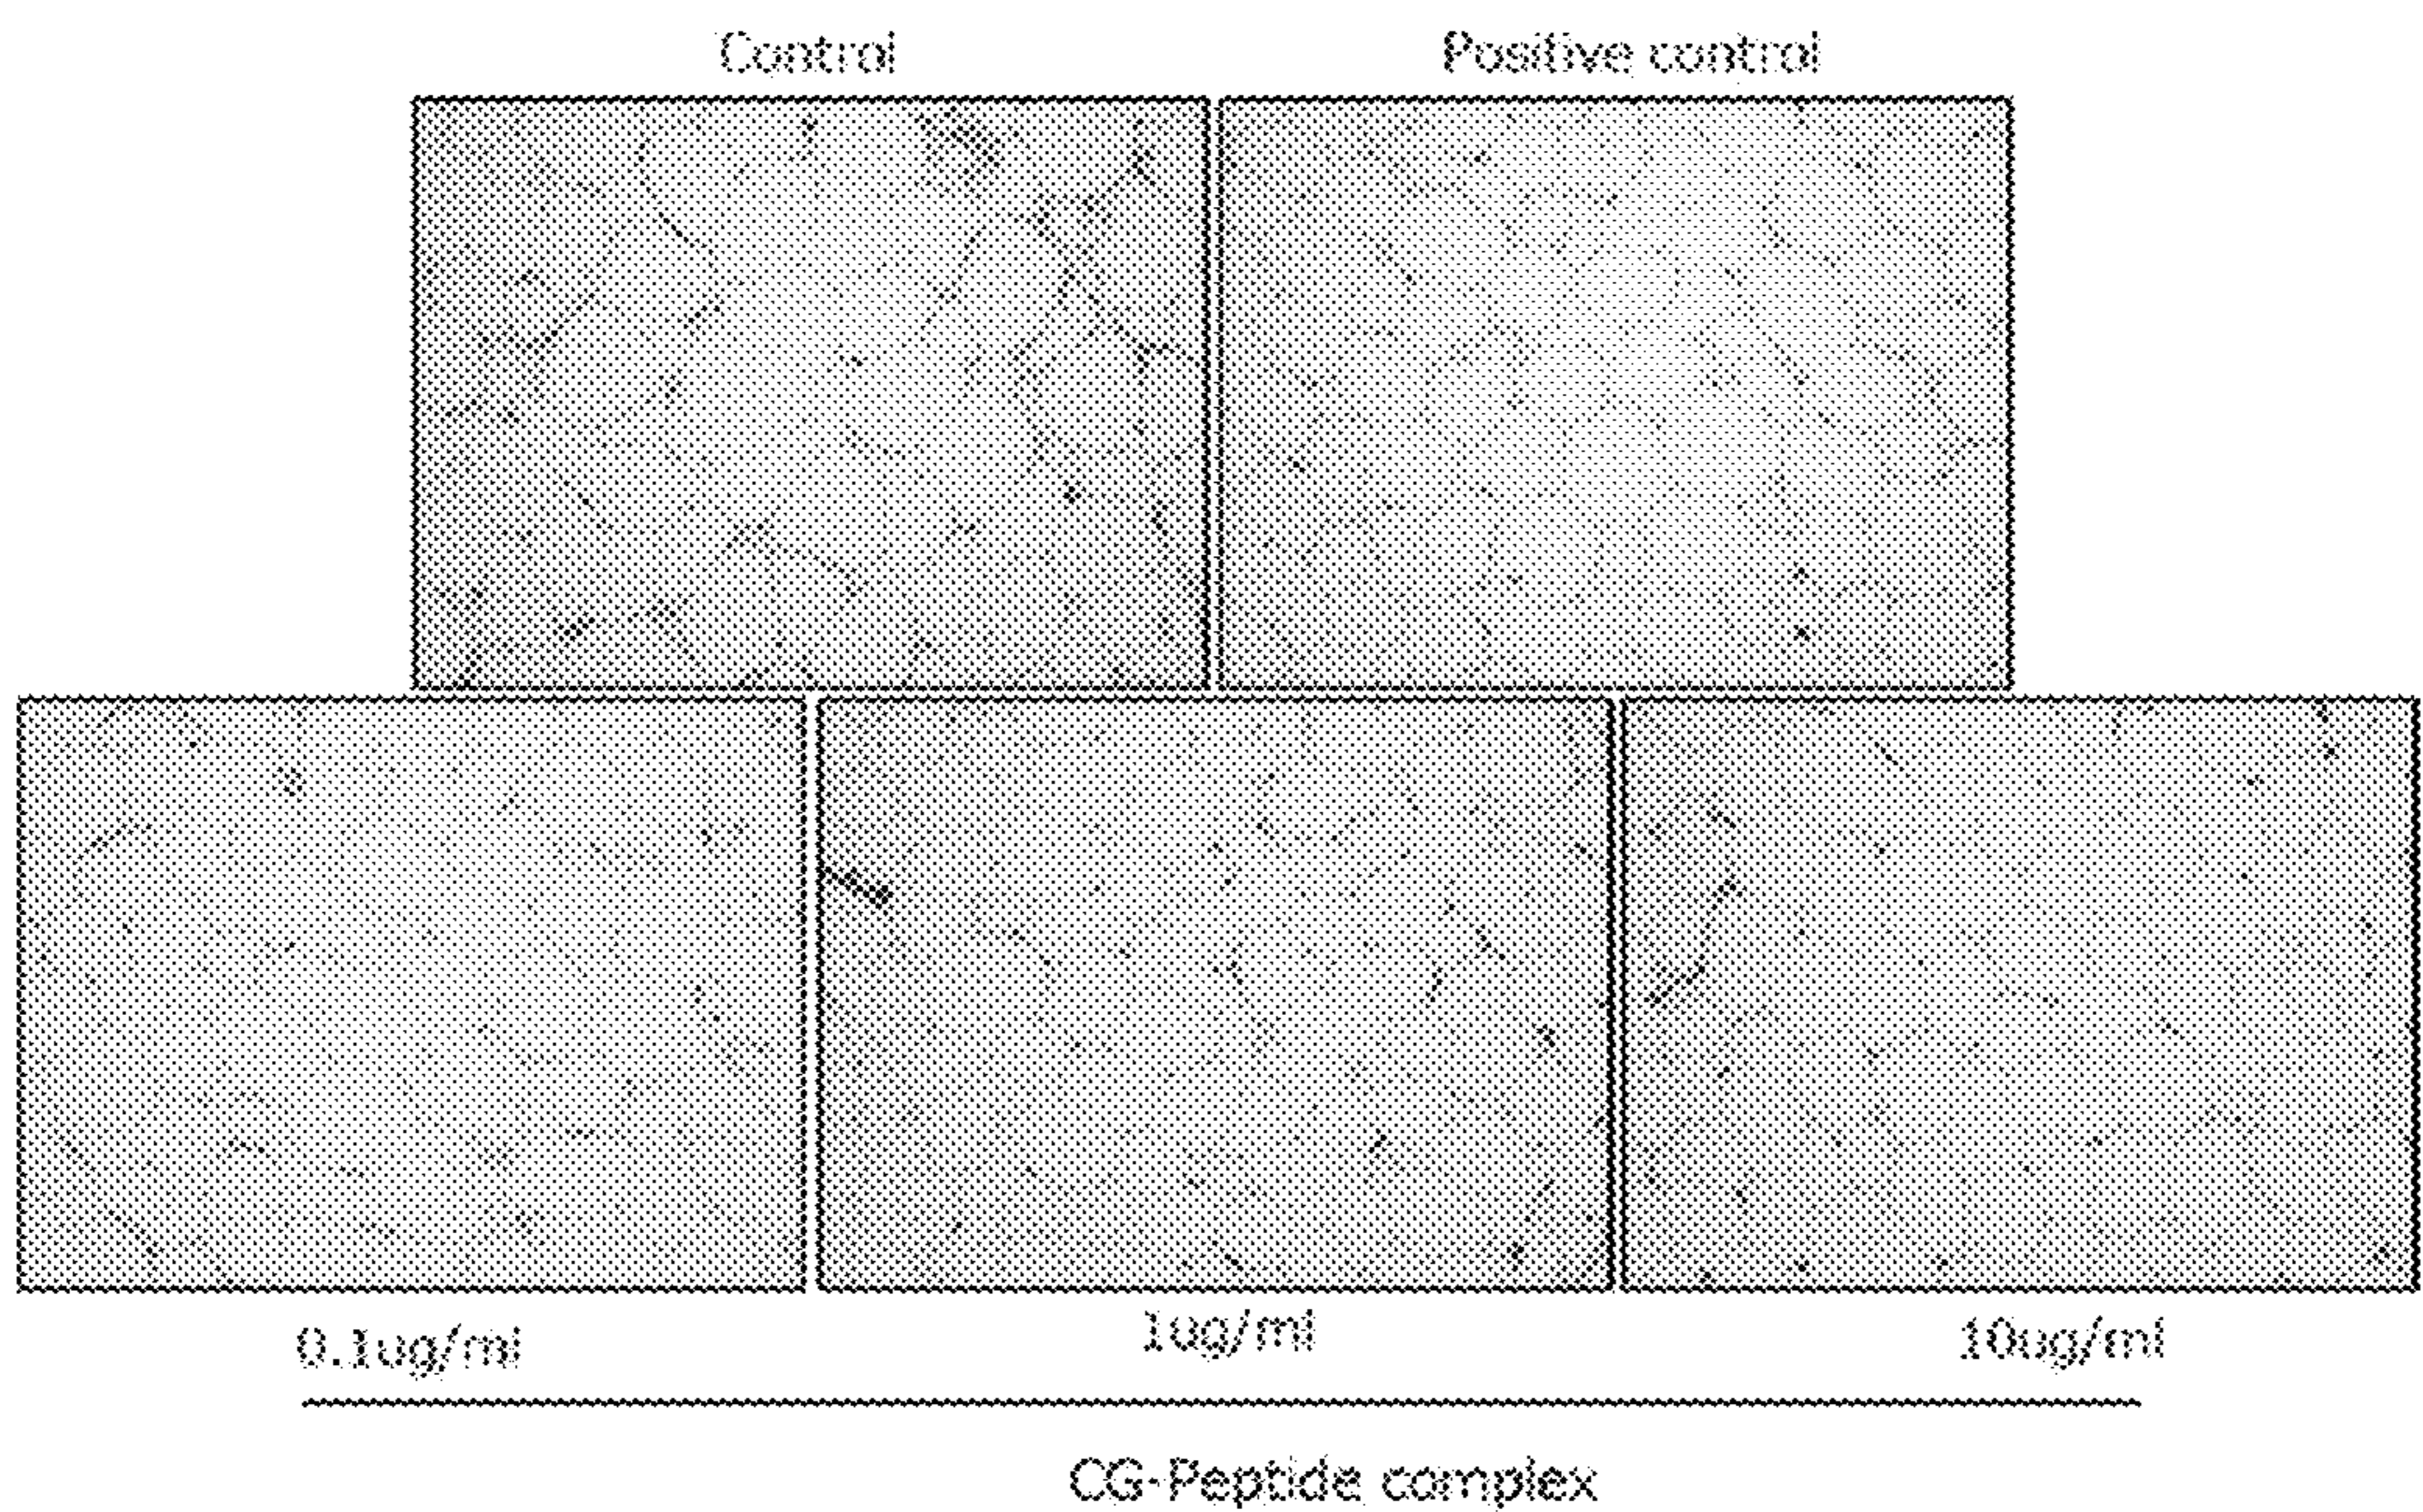 Control
Positive control
0.1ug/ml
1ug/ml
10ug/ml
CG-Peptide complex